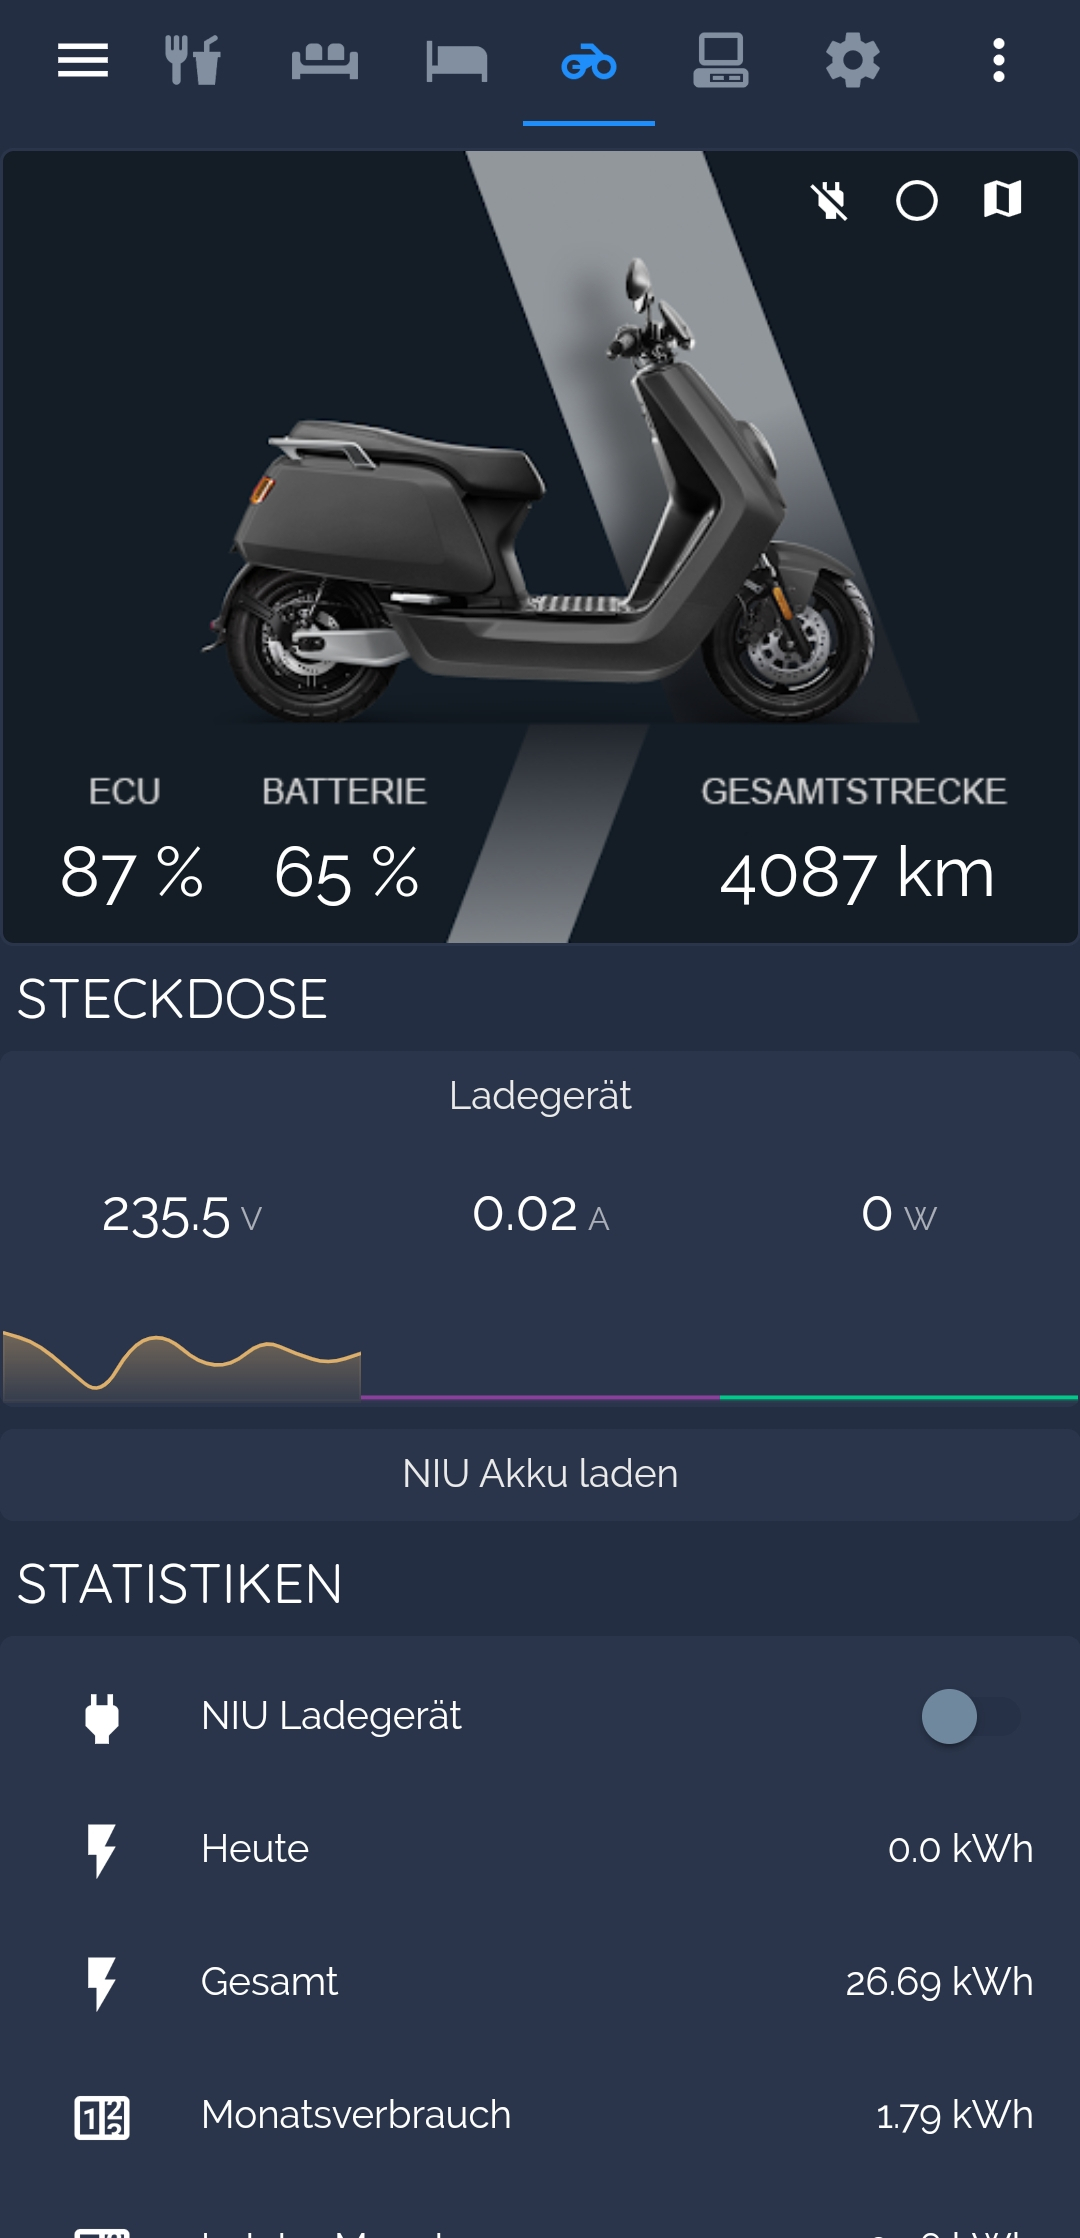 ECU BATTERIE GESAMTSTRECKE
87 % 65 % 4087 km
STECKDOSE
Ladegerät
235.5 V 0.02 A 0 W
NIU Akku laden
STATISTIKEN
NIU Ladegerät
Heute 0.0 kWh
Gesamt 26.69 kWh
Monatsverbrauch 1.79 kWh